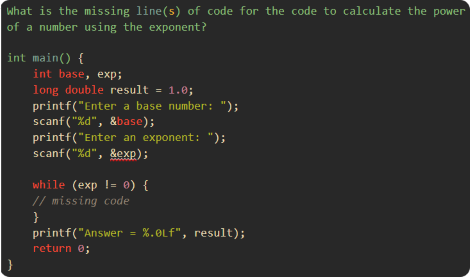 What is the missing line(s) of code for the code to calculate the power
of a number using the exponent?
int main() {
int base, exp;
long double result = 1.0;
printf("Enter a base number: ");
scanf("%d", &base);
printf("Enter an exponent: ");
scanf("%d", &exp);
while (exp != 0) {
// missing code
}
printf("Answer = %.0Lf", result);
return 0;
}